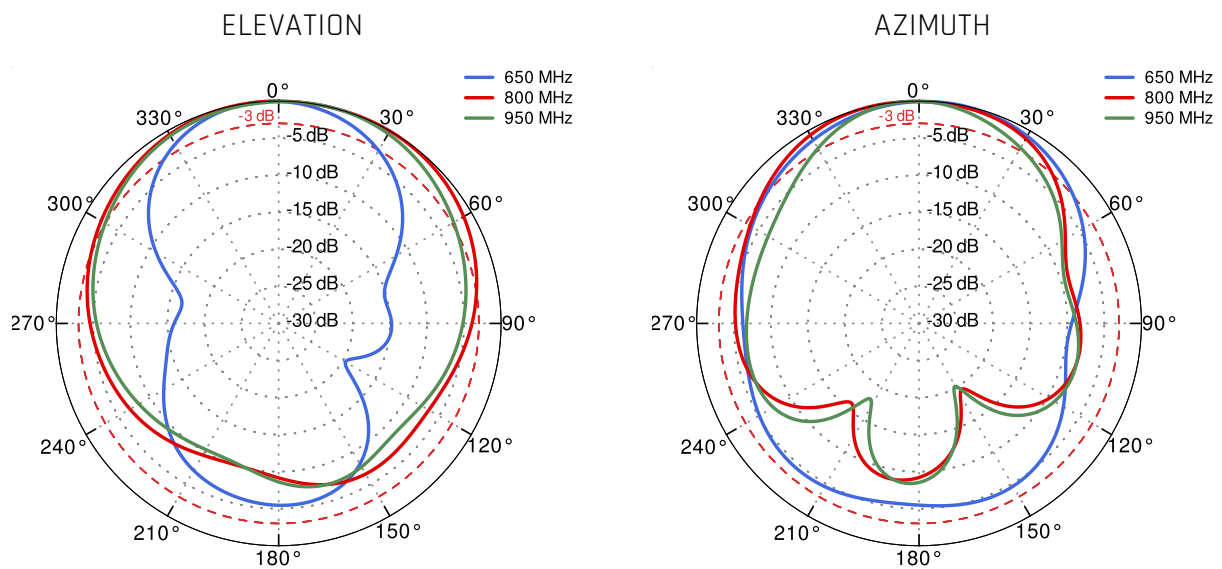 ELEVATION
650 MHz
800 MHz
950 MHz
0°
330°
30°
-3 dB
-5 dB
-10 dB
300°
60°
-15 dB
-20 dB
-25 dB
270°
-30 dB
90°
240°
120°
210°
150°
180°
AZIMUTH
650 MHz
800 MHz
950 MHz
0°
330°
30°
-3 dB
-5 dB
-10 dB
300°
60°
-15 dB
-20 dB
-25 dB
270°
-30 dB
90°
240°
120°
210°
150°
180°